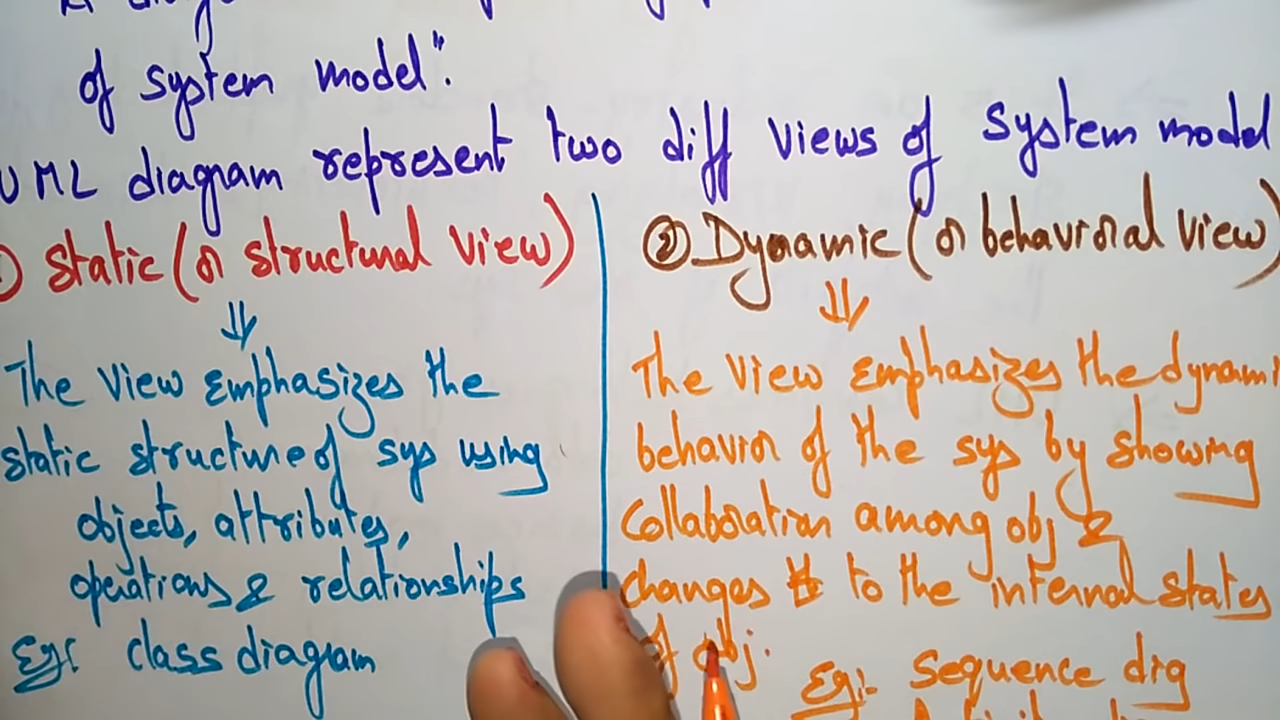 of system model".
UML diagram represent two diff views of system model
1) Static (or structural view)
↓
The view emphasizes the
static structure of sys using
objects, attributes,
operations & relationships
Eg: class diagram
② Dynamic (or behavioral view)
↓
The view emphasizes the dynami
behavior of the sys by showing
collaboration among obj &
changes to the internal states
of obj.
Eg:- Sequence dig